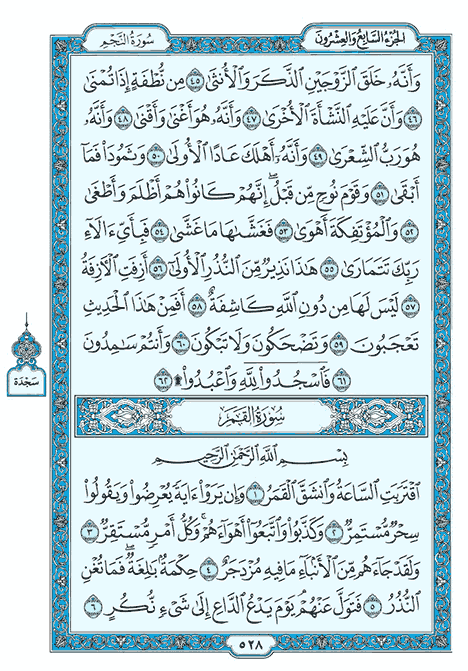 الجزء السابع والعشرون
سورة النجم
وَأَنَّهُۥ خَلَقَ ٱلزَّوۡجَيۡنِ ٱلذَّكَرَ وَٱلۡأُنثَىٰ ٤٥ مِن نُّطۡفَةٍ إِذَا تُمۡنَىٰ
٤٦ وَأَنَّ عَلَيۡهِ ٱلنَّشۡأَةَ ٱلۡأُخۡرَىٰ ٤٧ وَأَنَّهُۥ هُوَ أَغۡنَىٰ وَأَقۡنَىٰ ٤٨ وَأَنَّهُۥ
هُوَ رَبُّ ٱلشِّعۡرَىٰ ٤٩ وَأَنَّهُۥٓ أَهۡلَكَ عَادًا ٱلۡأُولَىٰ ٥٠ وَثَمُودَاْ فَمَآ
أَبۡقَىٰ ٥١ وَقَوۡمَ نُوحٖ مِّن قَبۡلُۖ إِنَّهُمۡ كَانُواْ هُمۡ أَظۡلَمَ وَأَطۡغَىٰ
٥٢ وَٱلۡمُؤۡتَفِكَةَ أَهۡوَىٰ ٥٣ فَغَشَّىٰهَا مَا غَشَّىٰ ٥٤ فَبِأَيِّ ءَالَآءِ
رَبِّكَ تَتَمَارَىٰ ٥٥ هَٰذَا نَذِيرٞ مِّنَ ٱلنُّذُرِ ٱلۡأُولَىٰٓ ٥٦ أَزِفَتِ ٱلۡأٓزِفَةُ
٥٧ لَيۡسَ لَهَا مِن دُونِ ٱللَّهِ كَاشِفَةٌ ٥٨ أَفَمِنۡ هَٰذَا ٱلۡحَدِيثِ
تَعۡجَبُونَ ٥٩ وَتَضۡحَكُونَ وَلَا تَبۡكُونَ ٦٠ وَأَنتُمۡ سَٰمِدُونَ
٦١ فَٱسۡجُدُواْۤ لِلَّهِۤ وَٱعۡبُدُواْ۩ ٦٢
سَجْدَة
سورة القمر
بِسۡمِ ٱللَّهِ ٱلرَّحۡمَٰنِ ٱلرَّحِيمِ
ٱقۡتَرَبَتِ ٱلسَّاعَةُ وَٱنشَقَّ ٱلۡقَمَرُ ١ وَإِن يَرَوۡاْ ءَايَةٗ يُعۡرِضُواْ وَيَقُولُواْ
سِحۡرٞ مُّسۡتَمِرّٞ ٢ وَكَذَّبُواْ وَٱتَّبَعُوٓاْ أَهۡوَآءَهُمۡۚ وَكُلُّ أَمۡرٖ مُّسۡتَقِرّٞ ٣
وَلَقَدۡ جَآءَهُم مِّنَ ٱلۡأَنۢبَآءِ مَا فِيهِ مُزۡدَجَرٌ ٤ حِكۡمَةُۢ بَٰلِغَةٞۖ فَمَا تُغۡنِ
ٱلنُّذُرُ ٥ فَتَوَلَّ عَنۡهُمۡۘ يَوۡمَ يَدۡعُ ٱلدَّاعِ إِلَىٰ شَيۡءٖ نُّكُرٍ ٦
٥٢٨